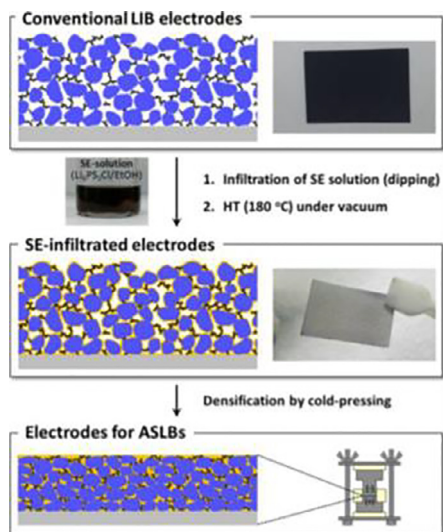 Conventional LIB electrodes
SE-solution
(Li₆PS₅Cl/EtOH)
1. Infiltration of SE solution (dipping)
2. HT (180 °C) under vacuum
SE-infiltrated electrodes
Densification by cold-pressing
Electrodes for ASLBs